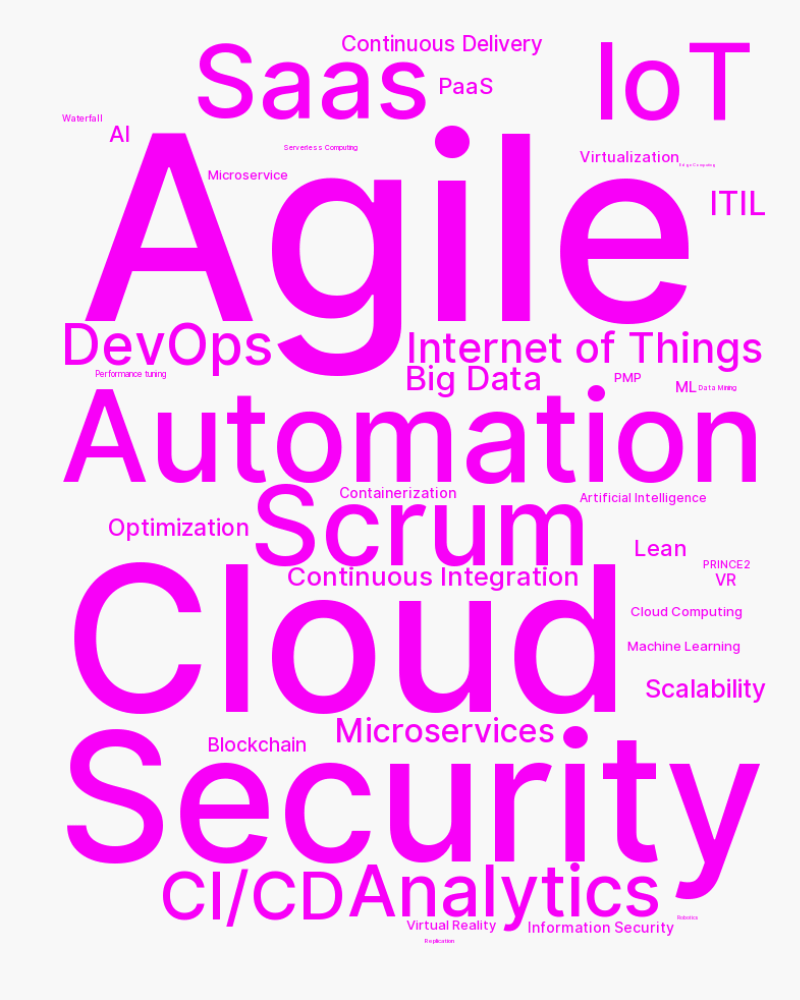 Continuous Delivery
Saas
IoT
PaaS
Waterfall
AI
Serverless Computing
Agile
Virtualization
Edge Computing
Microservice
ITIL
DevOps
Internet of Things
Performance tuning
Big Data
PMP
ML
Data Mining
Automation
Scrum
Containerization
Artificial Intelligence
Optimization
Lean
PRINCE2
Continuous Integration
VR
Cloud
Cloud Computing
Machine Learning
Scalability
Microservices
Blockchain
Security
CI/CD
Analytics
Robotics
Virtual Reality
Information Security
Replication